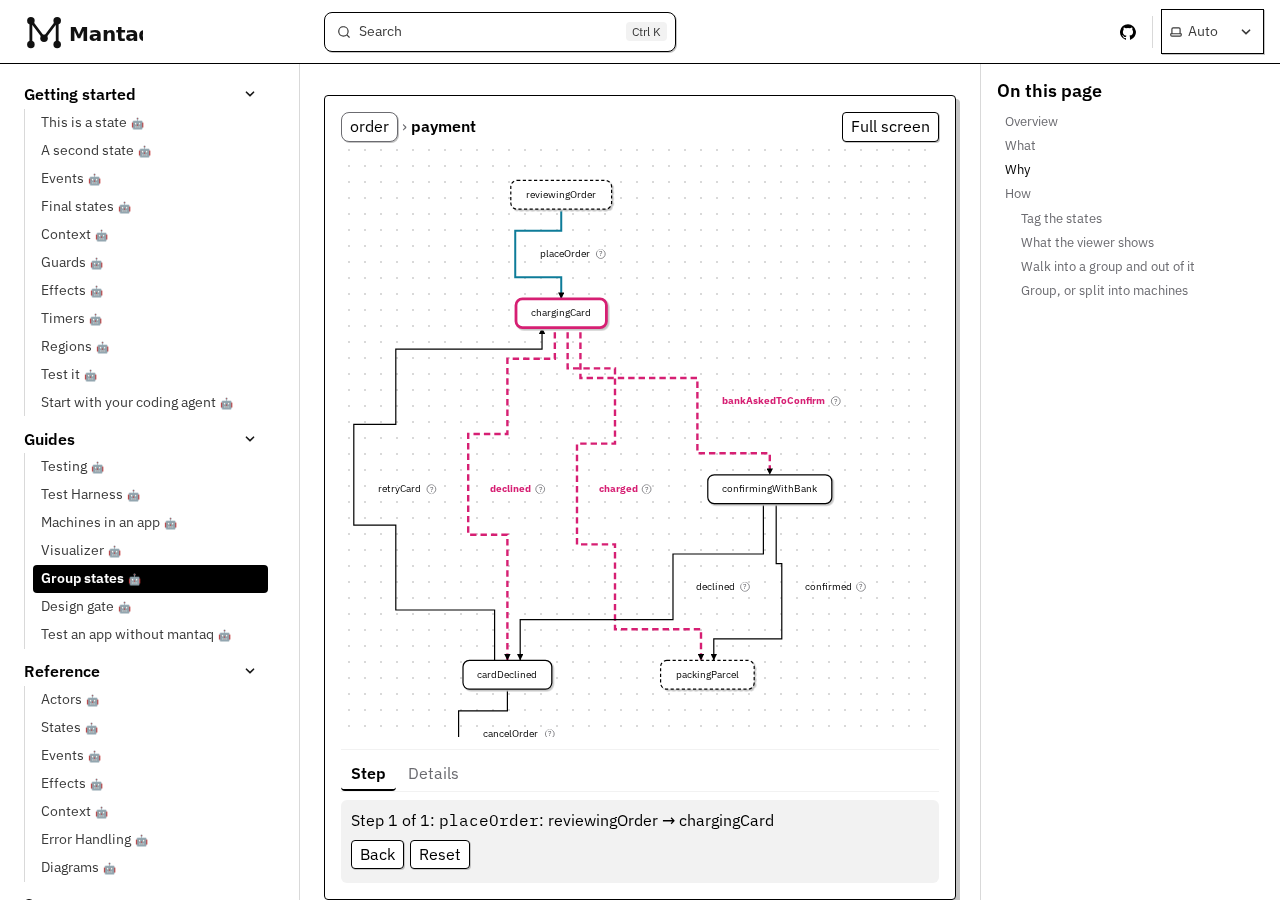 Mantaq
Search
Ctrl K
Auto
Getting started
This is a state
A second state
Events
Final states
Context
Guards
Effects
Timers
Regions
Test it
Start with your coding agent
Guides
Testing
Test Harness
Machines in an app
Visualizer
Group states
Design gate
Test an app without mantaq
Reference
Actors
States
Events
Effects
Context
Error Handling
Diagrams
order › payment
Full screen
reviewingOrder
placeOrder ?
chargingCard
bankAskedToConfirm ?
retryCard ?
declined ?
charged ?
confirmingWithBank
declined ?
confirmed ?
cardDeclined
packingParcel
cancelOrder ?
Step
Details
Step 1 of 1: placeOrder: reviewingOrder → chargingCard
Back
Reset
On this page
Overview
What
Why
How
Tag the states
What the viewer shows
Walk into a group and out of it
Group, or split into machines